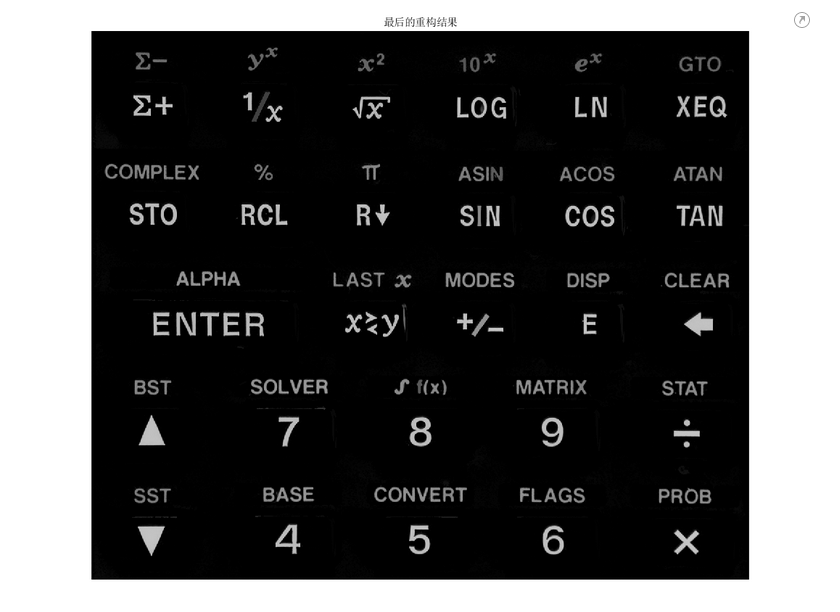 最后的重构结果
Σ− yˣ x² 10ˣ eˣ GTO
Σ+ 1/x √x LOG LN XEQ
COMPLEX % π ASIN ACOS ATAN
STO RCL R↓ SIN COS TAN
ALPHA LAST x MODES DISP CLEAR
ENTER x≷y +/− E ←
BST SOLVER ∫ f(x) MATRIX STAT
▲ 7 8 9 ÷
SST BASE CONVERT FLAGS PROB
▼ 4 5 6 ×